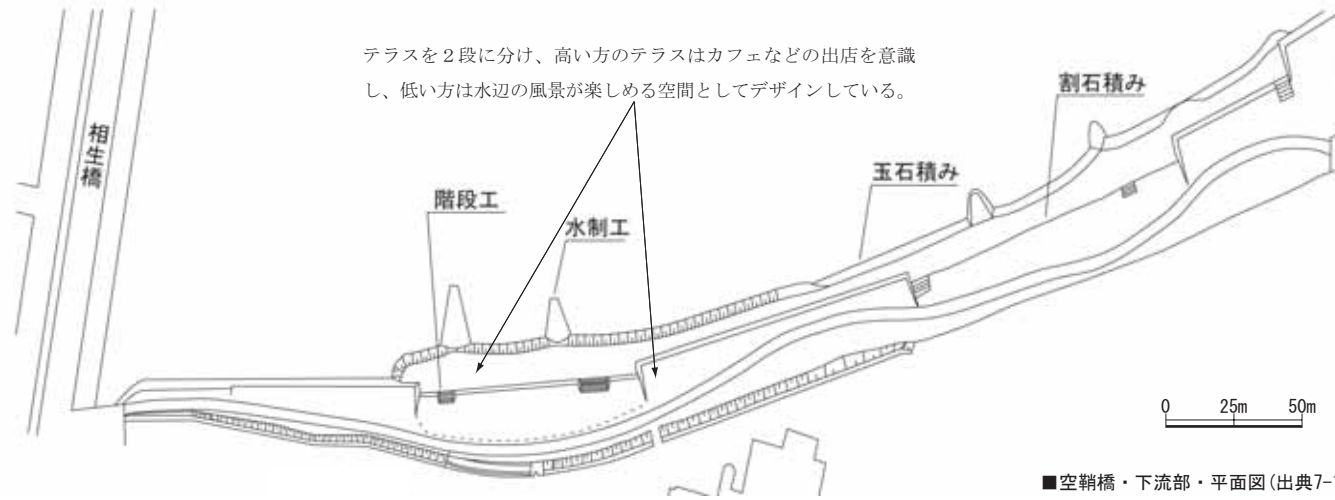 テラスを２段に分け、高い方のテラスはカフェなどの出店を意識
し、低い方は水辺の風景が楽しめる空間としてデザインしている。
相生橋
階段工
水制工
玉石積み
割石積み
0 25m 50m
■空鞘橋・下流部・平面図(出典7-